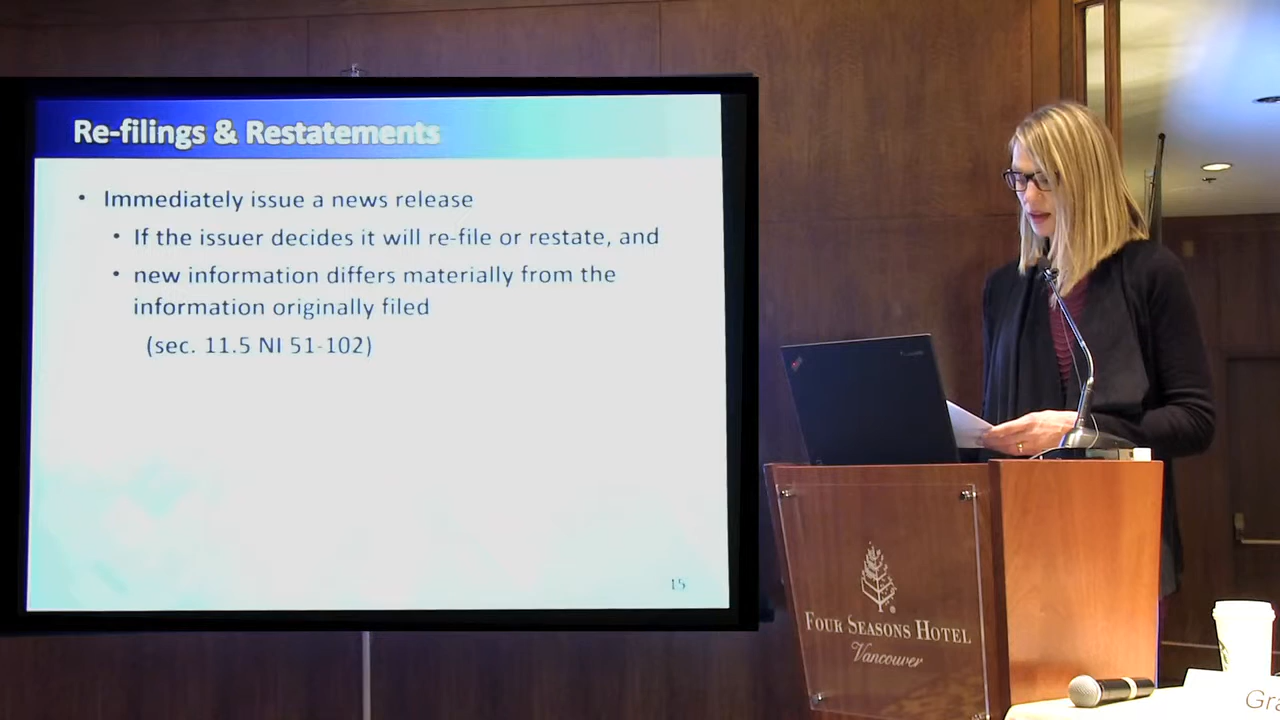 Re-filings & Restatements
• Immediately issue a news release
• If the issuer decides it will re-file or restate, and
• new information differs materially from the
information originally filed
(sec. 11.5 NI 51-102)
15
FOUR SEASONS HOTEL
Vancouver
Gra